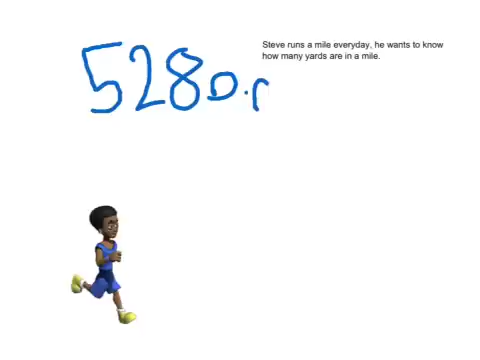 Steve runs a mile everyday, he wants to know
how many yards are in a mile.
5280.